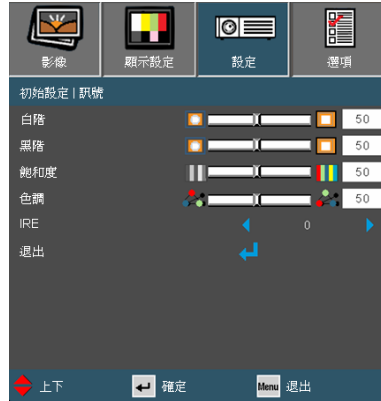 影像 顯示設定 設定 選項
初始設定 | 訊號
白階 50
黑階 50
飽和度 50
色調 50
IRE 0
退出
上下 確定 Menu 退出